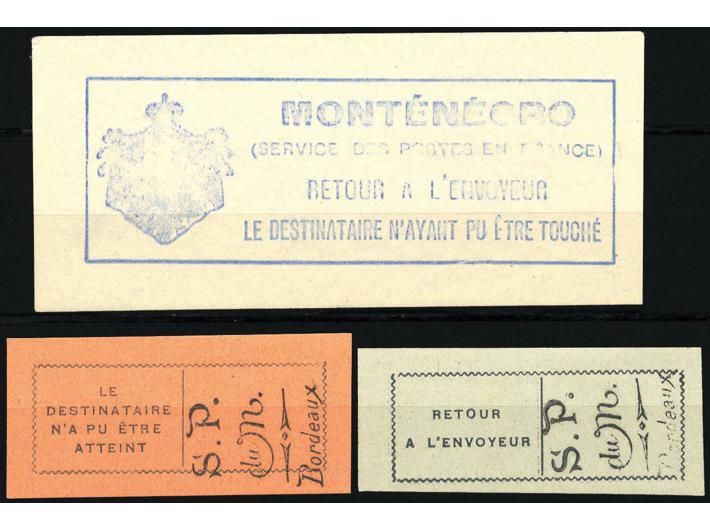 MONTÉNÉGRO
(SERVICE DES POSTES EN FRANCE)
RETOUR A L'ENVOYEUR
LE DESTINATAIRE N'AYANT PU ÊTRE TOUCHÉ
LE
DESTINATAIRE
N'A PU ÊTRE
ATTEINT
S.P.
du M.
Bordeaux
RETOUR
A L'ENVOYEUR
S.P.
du M.
Bordeaux